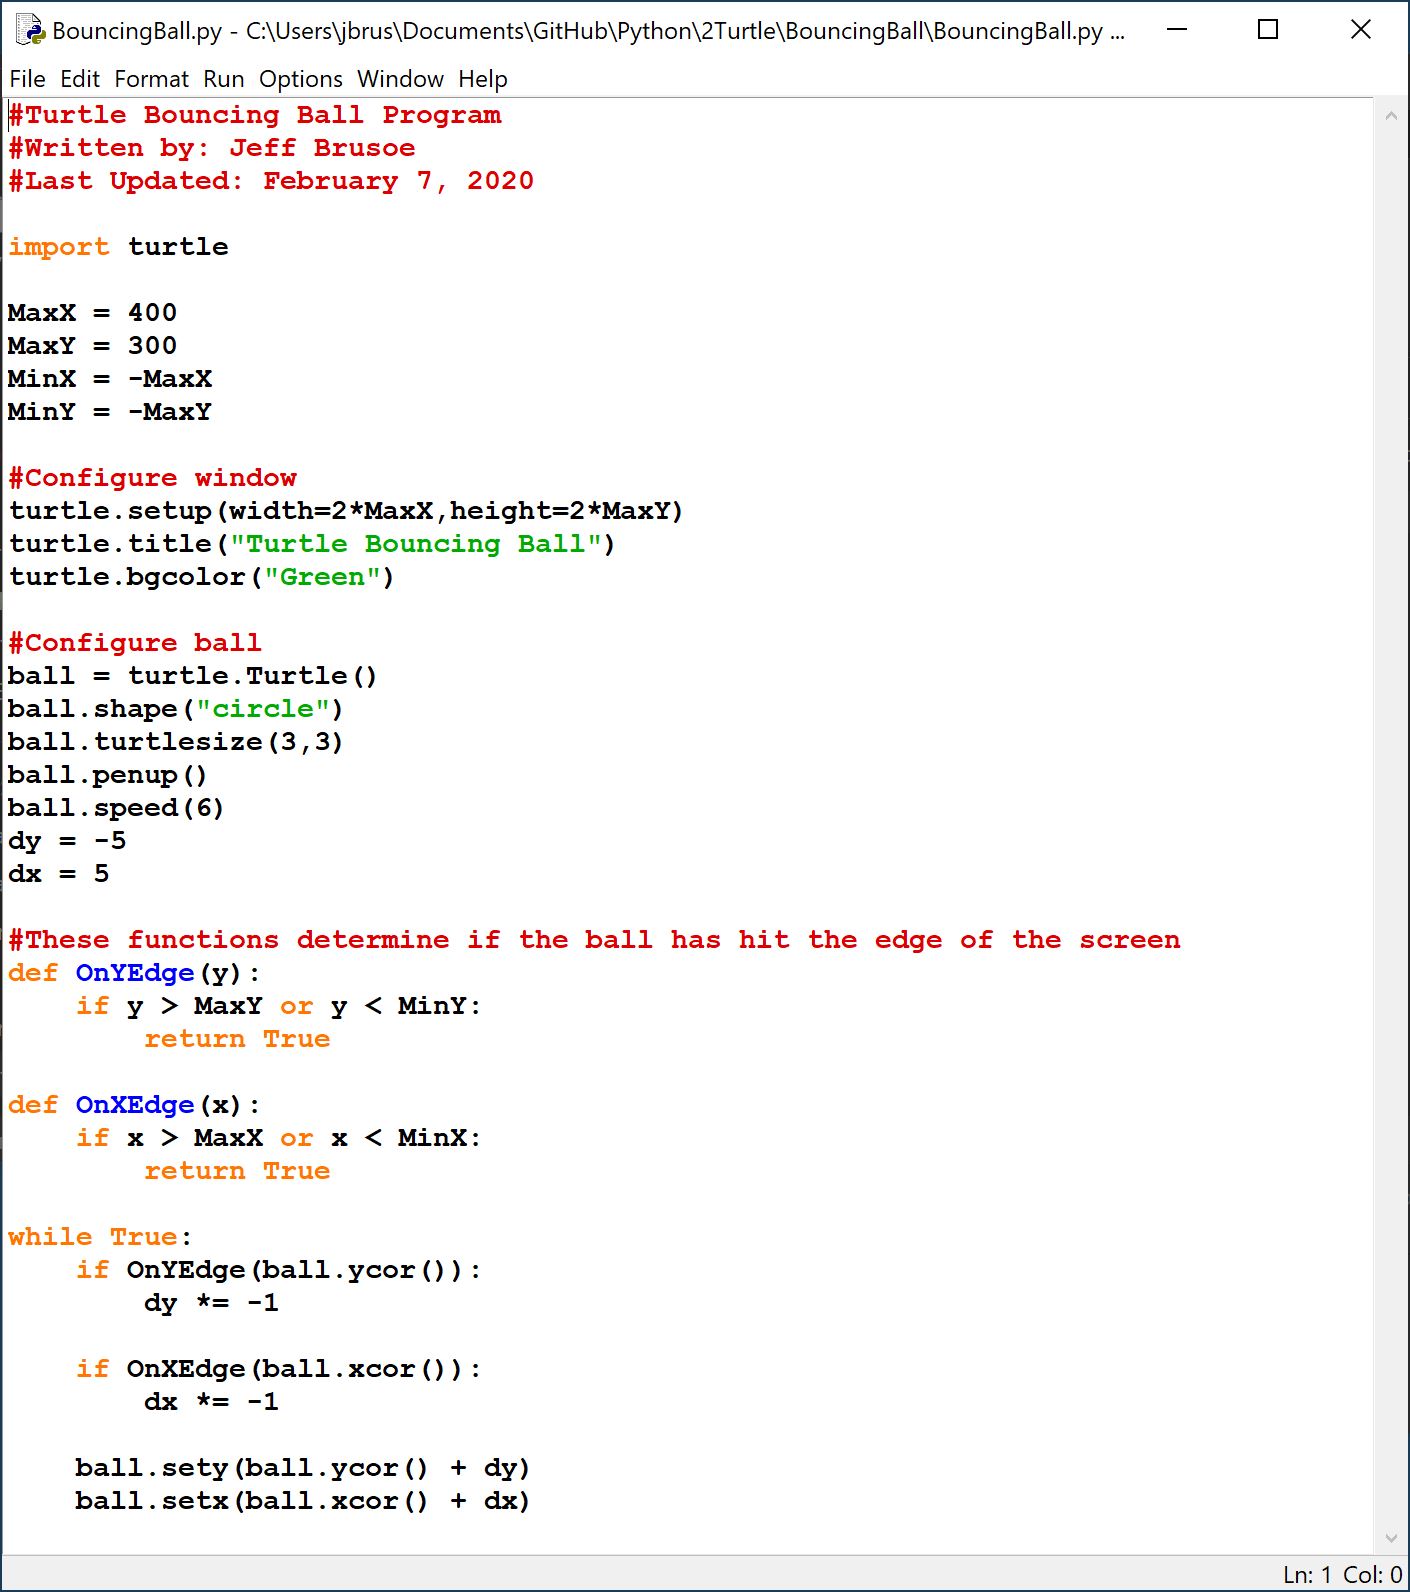 BouncingBall.py - C:\Users\jbrus\Documents\GitHub\Python\2Turtle\BouncingBall\BouncingBall.py ...
File Edit Format Run Options Window Help
#Turtle Bouncing Ball Program
#Written by: Jeff Brusoe
#Last Updated: February 7, 2020

import turtle

MaxX = 400
MaxY = 300
MinX = -MaxX
MinY = -MaxY

#Configure window
turtle.setup(width=2*MaxX,height=2*MaxY)
turtle.title("Turtle Bouncing Ball")
turtle.bgcolor("Green")

#Configure ball
ball = turtle.Turtle()
ball.shape("circle")
ball.turtlesize(3,3)
ball.penup()
ball.speed(6)
dy = -5
dx = 5

#These functions determine if the ball has hit the edge of the screen
def OnYEdge(y):
    if y > MaxY or y < MinY:
        return True

def OnXEdge(x):
    if x > MaxX or x < MinX:
        return True

while True:
    if OnYEdge(ball.ycor()):
        dy *= -1

    if OnXEdge(ball.xcor()):
        dx *= -1

    ball.sety(ball.ycor() + dy)
    ball.setx(ball.xcor() + dx)
Ln: 1 Col: 0